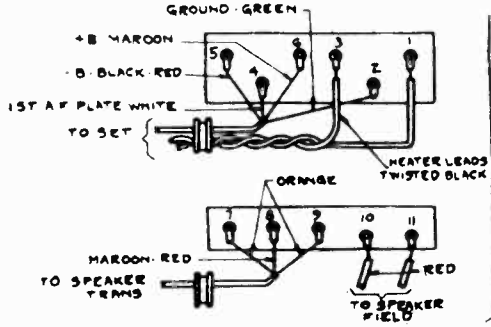 GROUND-GREEN
+B MAROON
-B-BLACK-RED
1ST A F PLATE WHITE
TO SET
5
6
3
1
4
2
HEATER LEADS
TWISTED BLACK
ORANGE
7
8
9
10
11
MAROON-RED
RED
TO SPEAKER
TRANS
TO SPEAKER
FIELD